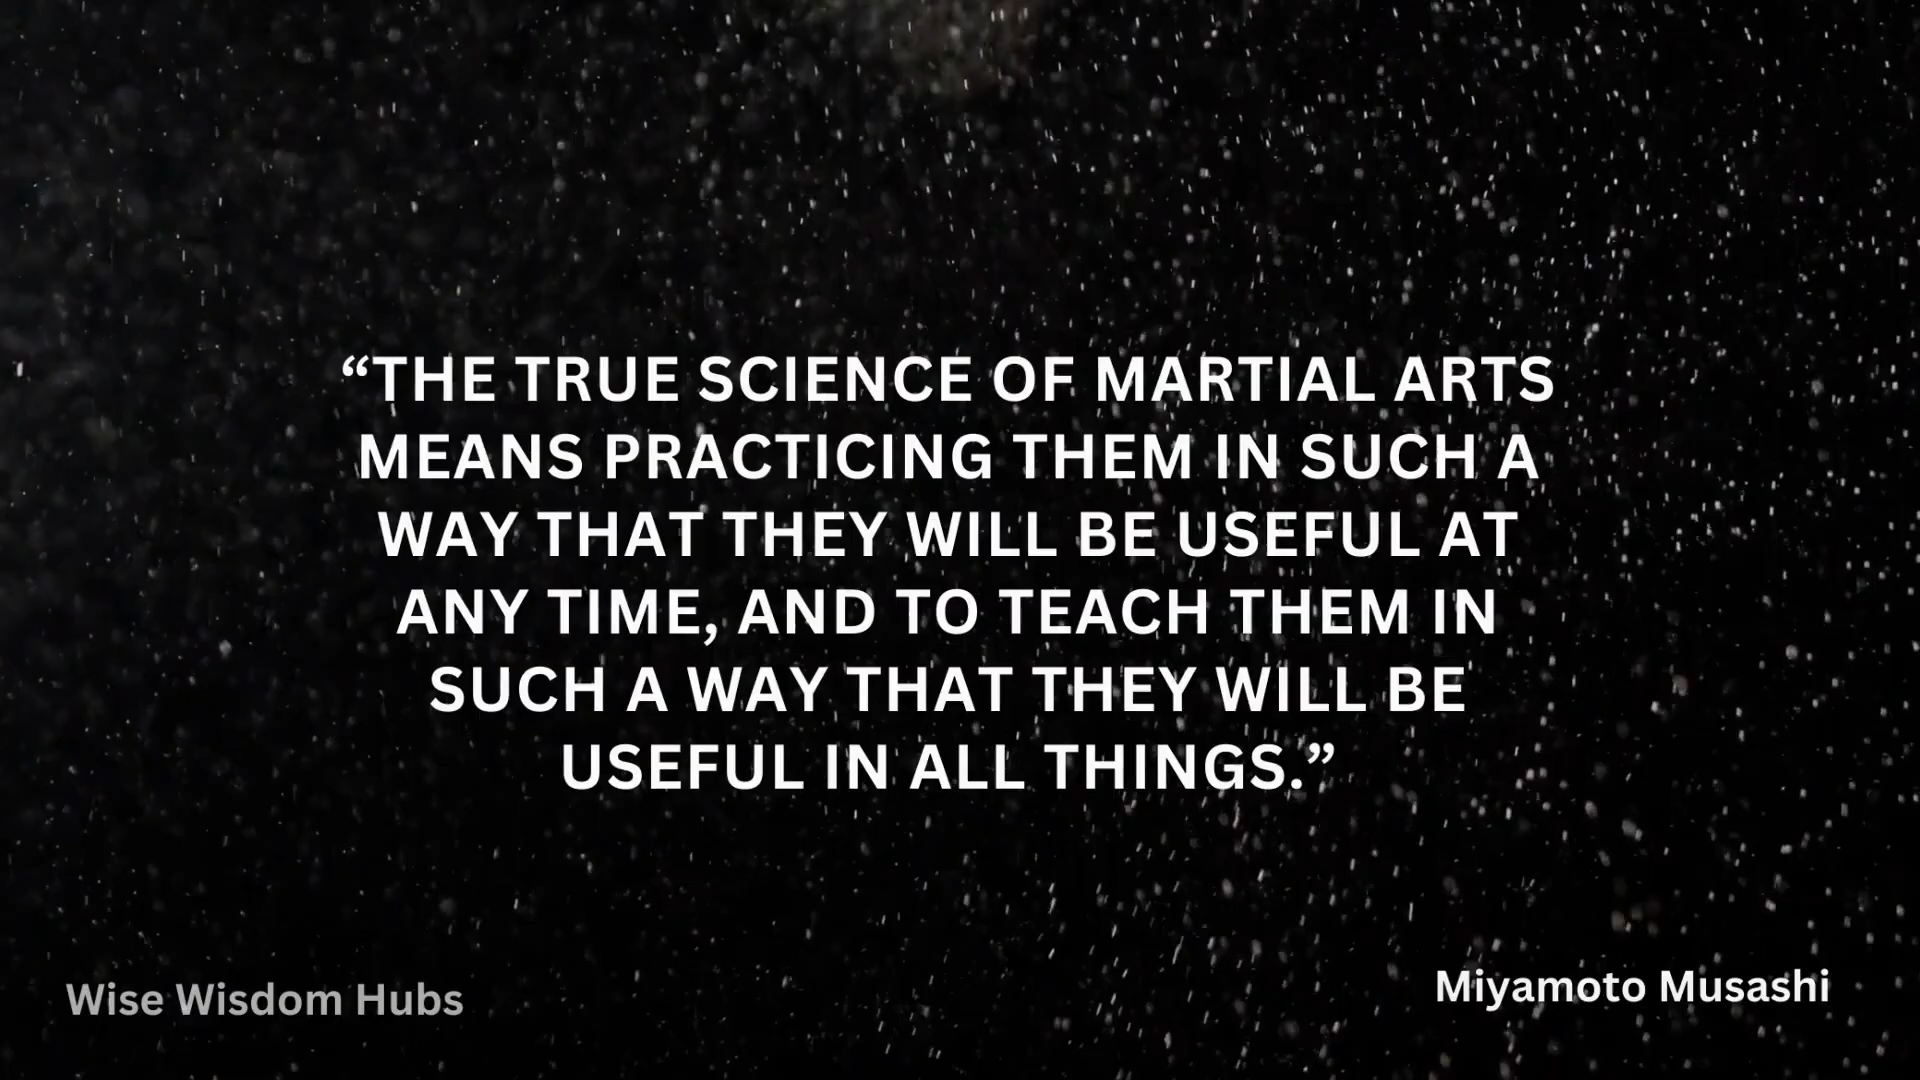 “THE TRUE SCIENCE OF MARTIAL ARTS
MEANS PRACTICING THEM IN SUCH A
WAY THAT THEY WILL BE USEFUL AT
ANY TIME, AND TO TEACH THEM IN
SUCH A WAY THAT THEY WILL BE
USEFUL IN ALL THINGS.”
Wise Wisdom Hubs
Miyamoto Musashi